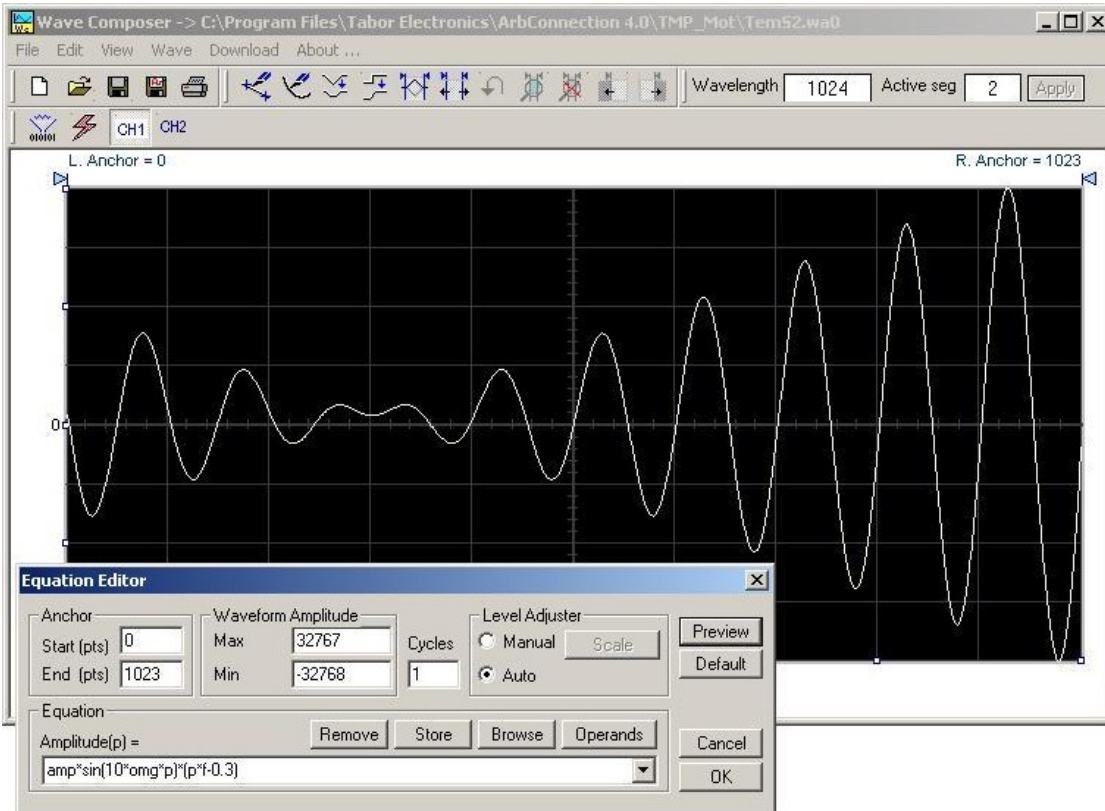 Wave Composer -> C:\Program Files\Tabor Electronics\ArbConnection 4.0\TMP_Mot\Tem52.wa0
File Edit View Wave Download About ...
Wavelength 1024 Active seg 2 Apply
CH1 CH2
L. Anchor = 0 R. Anchor = 1023
0
Equation Editor
Anchor
Start (pts) 0
End (pts) 1023
Waveform Amplitude
Max 32767
Min -32768
Cycles
1
Level Adjuster
Manual Scale
Auto
Preview
Default
Equation
Remove Store Browse Operands
Amplitude(p) =
amp*sin(10*omg*p)*(p*f-0.3)
Cancel
OK